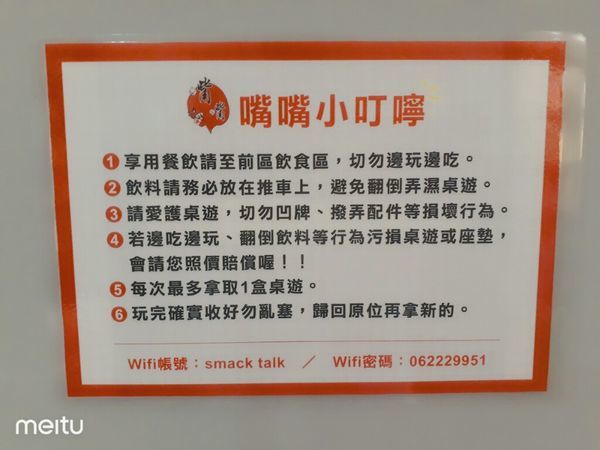 嘴嘴小叮嚀
1 享用餐飲請至前區飲食區，切勿邊玩邊吃。
2 飲料請務必放在推車上，避免翻倒弄濕桌遊。
3 請愛護桌遊，切勿凹牌、撥弄配件等損壞行為。
4 若邊吃邊玩、翻倒飲料等行為污損桌遊或座墊，
會請您照價賠償喔！！
5 每次最多拿取1盒桌遊。
6 玩完確實收好勿亂塞，歸回原位再拿新的。
Wifi帳號：smack talk ／ Wifi密碼：062229951
meitu